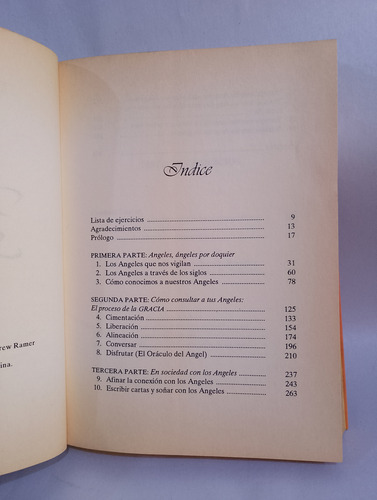 Indice
Lista de ejercicios 9
Agradecimientos 13
Prólogo 17
PRIMERA PARTE: Angeles, ángeles por doquier
1. Los Angeles que nos vigilan 31
2. Los Angeles a través de los siglos 60
3. Cómo conocimos a nuestros Angeles 78
SEGUNDA PARTE: Cómo consultar a tus Angeles:
El proceso de la GRACIA 125
4. Cimentación 133
5. Liberación 154
6. Alineación 174
7. Conversar 196
8. Disfrutar (El Oráculo del Angel) 210
TERCERA PARTE: En sociedad con los Angeles 237
9. Afinar la conexión con los Angeles 243
10. Escribir cartas y soñar con los Angeles 263
rew Ramer
ina.